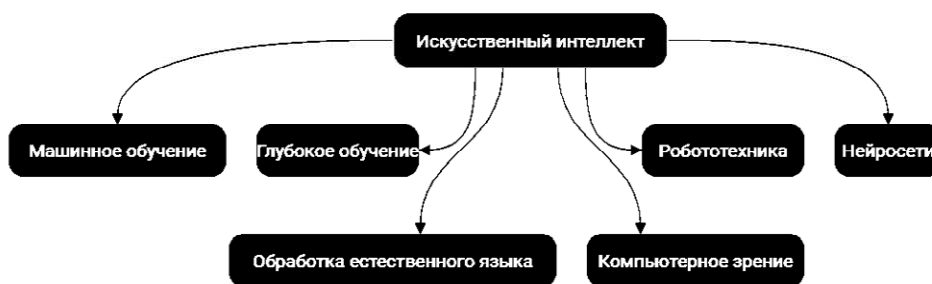 Искусственный интеллект
Машинное обучение
Глубокое обучение
Робототехника
Нейросети
Обработка естественного языка
Компьютерное зрение